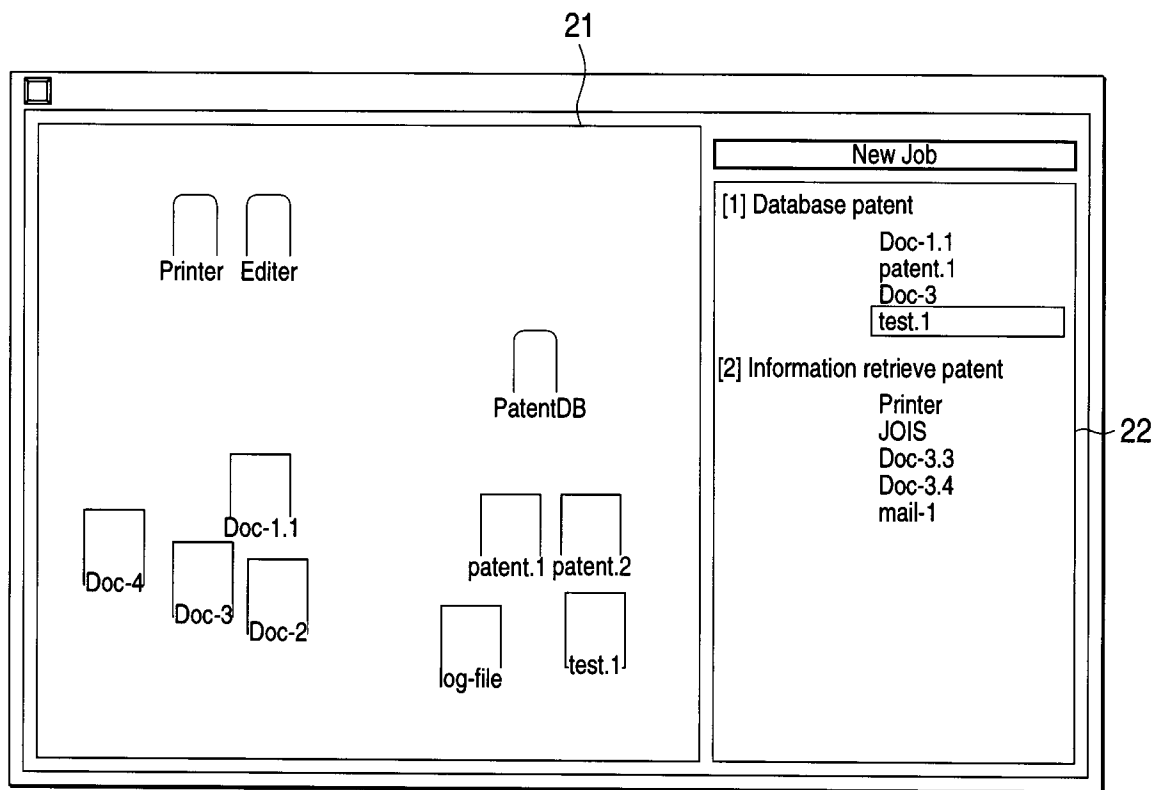 21
New Job
[1] Database patent
Doc-1.1
patent.1
Doc-3
test.1
[2] Information retrieve patent
Printer
JOIS
Doc-3.3
Doc-3.4
mail-1
22
Printer Editer
PatentDB
Doc-1.1
Doc-4
Doc-3
Doc-2
patent.1 patent.2
log-file
test.1